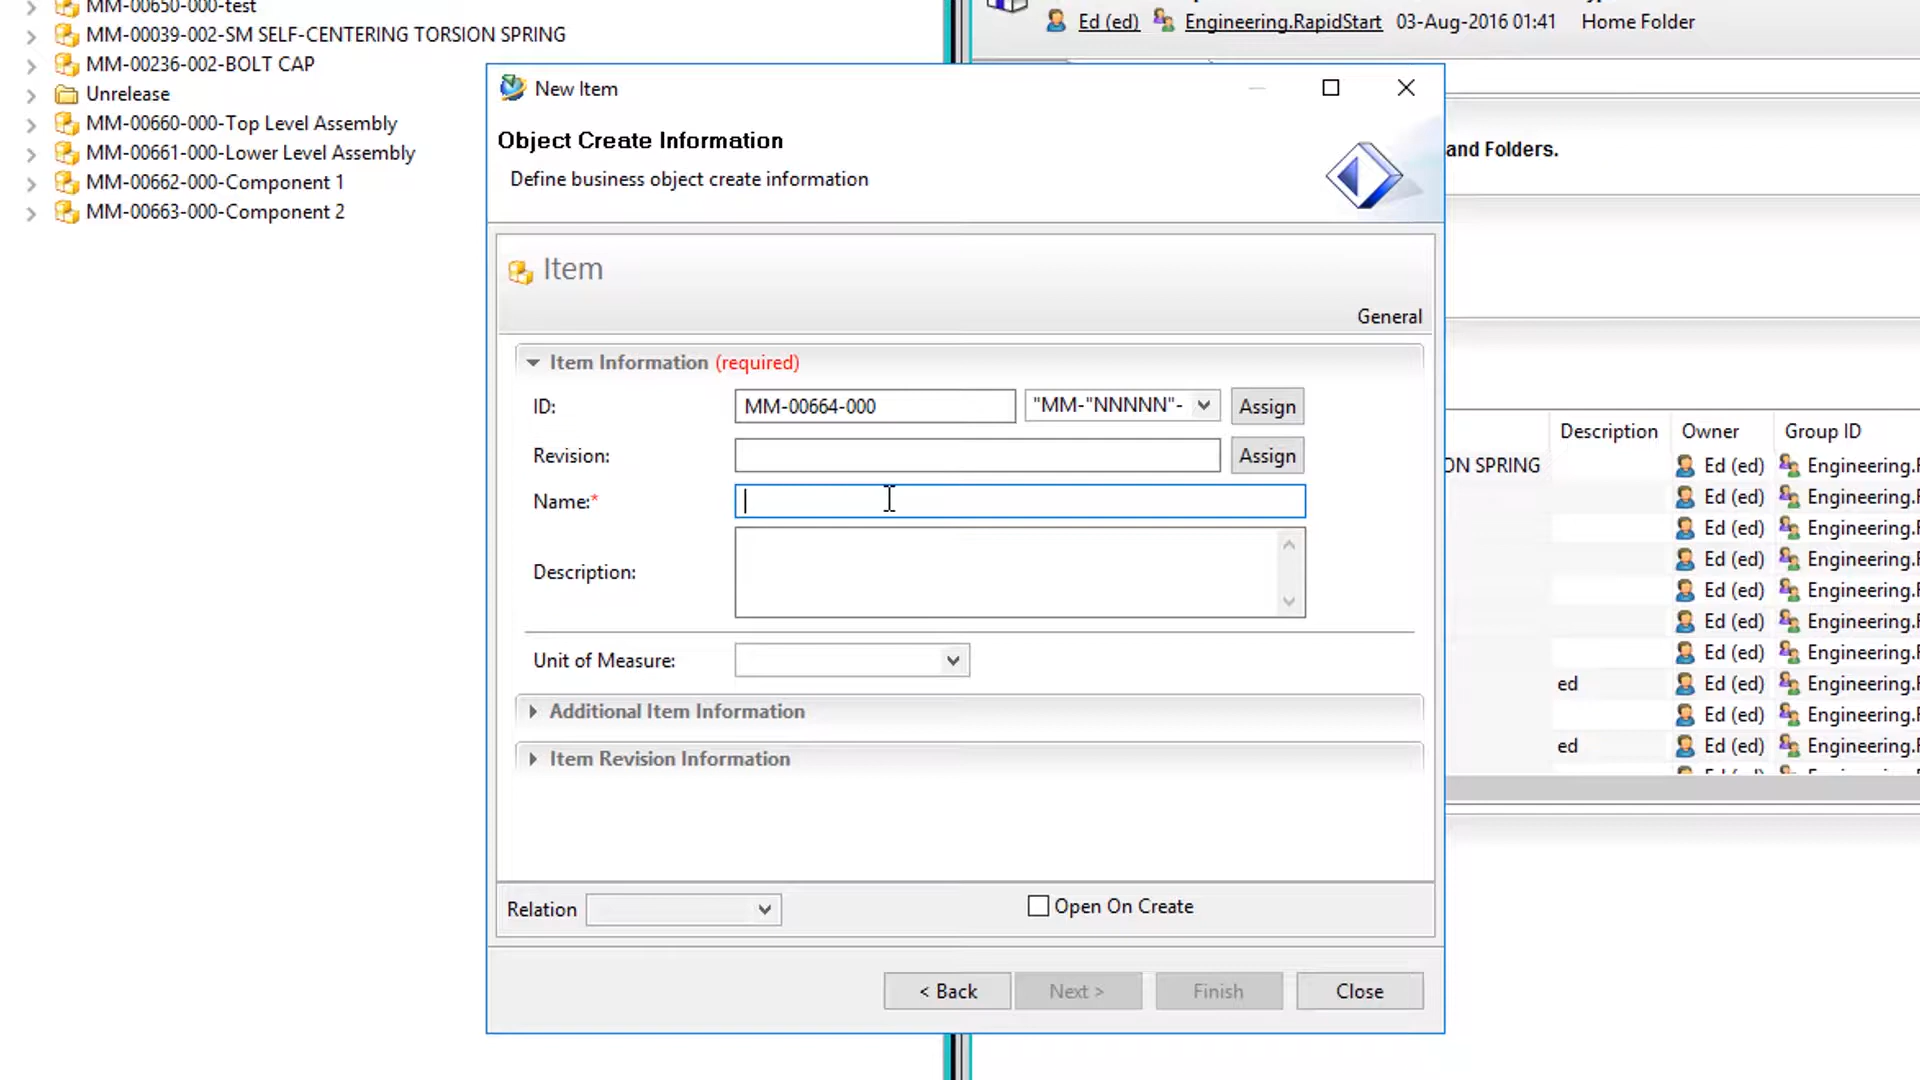 MM-00650-000-test
MM-00039-002-SM SELF-CENTERING TORSION SPRING
MM-00236-002-BOLT CAP
Unrelease
MM-00660-000-Top Level Assembly
MM-00661-000-Lower Level Assembly
MM-00662-000-Component 1
MM-00663-000-Component 2
Ed (ed) Engineering.RapidStart 03-Aug-2016 01:41 Home Folder
New Item
Object Create Information
Define business object create information
and Folders.
Item
General
Item Information (required)
ID: MM-00664-000 "MM-"NNNNN"- Assign
Revision: Assign
Name:*
Description:
Unit of Measure:
Additional Item Information
Item Revision Information
Relation Open On Create
< Back Next > Finish Close
Description Owner Group ID
ON SPRING Ed (ed) Engineering.F
Ed (ed) Engineering.F
Ed (ed) Engineering.F
Ed (ed) Engineering.F
Ed (ed) Engineering.F
Ed (ed) Engineering.F
Ed (ed) Engineering.F
ed Ed (ed) Engineering.F
Ed (ed) Engineering.F
ed Ed (ed) Engineering.F